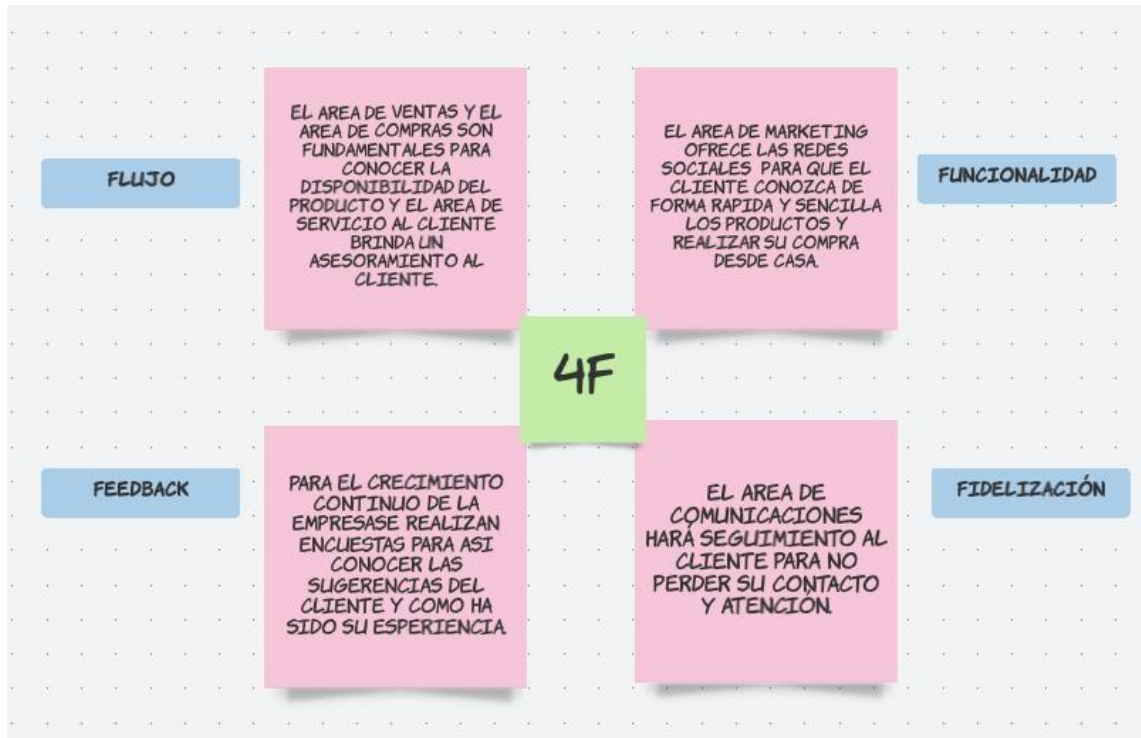 FLUJO
EL AREA DE VENTAS Y EL
AREA DE COMPRAS SON
FUNDAMENTALES PARA
CONOCER LA
DISPONIBILIDAD DEL
PRODUCTO Y EL AREA DE
SERVICIO AL CLIENTE
BRINDA UN
ASESORAMIENTO AL
CLIENTE.
EL AREA DE MARKETING
OFRECE LAS REDES
SOCIALES PARA QUE EL
CLIENTE CONOZCA DE
FORMA RAPIDA Y SENCILLA
LOS PRODUCTOS Y
REALIZAR SU COMPRA
DESDE CASA.
FUNCIONALIDAD
4F
FEEDBACK
PARA EL CRECIMIENTO
CONTINUO DE LA
EMPRESASE REALIZAN
ENCUESTAS PARA ASI
CONOCER LAS
SUGERENCIAS DEL
CLIENTE Y COMO HA
SIDO SU ESPERIENCIA.
EL AREA DE
COMUNICACIONES
HARÁ SEGUIMIENTO AL
CLIENTE PARA NO
PERDER SU CONTACTO
Y ATENCIÓN.
FIDELIZACIÓN